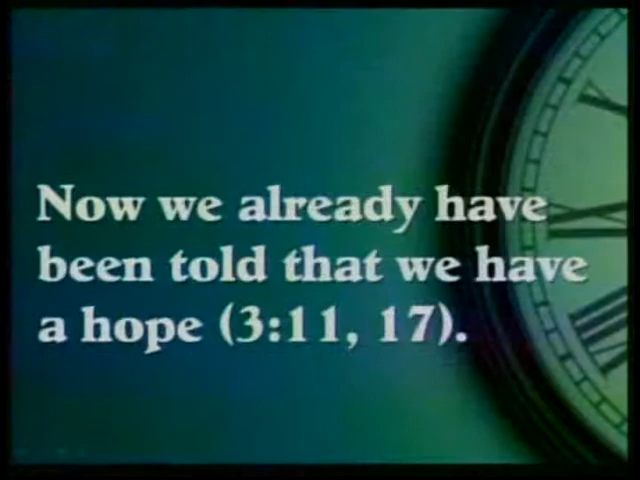 Now we already have
been told that we have
a hope (3:11, 17).